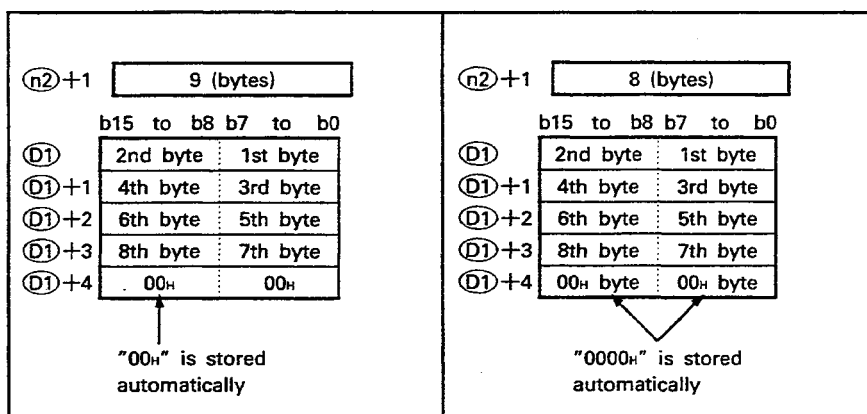 (n2)+1 9 (bytes)
b15 to b8 b7 to b0
(D1) 2nd byte 1st byte
(D1)+1 4th byte 3rd byte
(D1)+2 6th byte 5th byte
(D1)+3 8th byte 7th byte
(D1)+4 00H 00H
"00H" is stored
automatically
(n2)+1 8 (bytes)
b15 to b8 b7 to b0
(D1) 2nd byte 1st byte
(D1)+1 4th byte 3rd byte
(D1)+2 6th byte 5th byte
(D1)+3 8th byte 7th byte
(D1)+4 00H byte 00H byte
"0000H" is stored
automatically